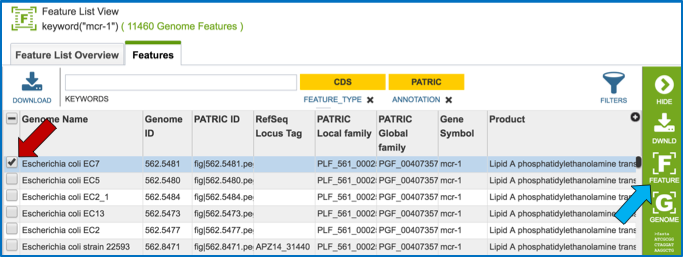 Feature List View
keyword("mcr-1") ( 11460 Genome Features )
Feature List Overview Features
CDS PATRIC
DOWNLOAD KEYWORDS FEATURE_TYPE ✖ ANNOTATION ✖ FILTERS
Genome Name Genome ID PATRIC ID RefSeq Locus Tag PATRIC Local family PATRIC Global family Gene Symbol Product
Escherichia coli EC7 562.5481 fig|562.5481.pe PLF_561_0002 PGF_00407357 mcr-1 Lipid A phosphatidylethanolamine trans
Escherichia coli EC5 562.5480 fig|562.5480.pe PLF_561_0002 PGF_00407357 mcr-1 Lipid A phosphatidylethanolamine trans
Escherichia coli EC2_1 562.5484 fig|562.5484.pe PLF_561_0002 PGF_00407357 mcr-1 Lipid A phosphatidylethanolamine trans
Escherichia coli EC13 562.5473 fig|562.5473.pe PLF_561_0002 PGF_00407357 mcr-1 Lipid A phosphatidylethanolamine trans
Escherichia coli EC2 562.5477 fig|562.5477.pe PLF_561_0002 PGF_00407357 mcr-1 Lipid A phosphatidylethanolamine trans
Escherichia coli strain 22593 562.8471 fig|562.8471.pe APZ14_31440 PLF_561_0002 PGF_00407357 mcr-1 Lipid A phosphatidylethanolamine trans
HIDE
DWNLD
F
FEATURE
G
GENOME